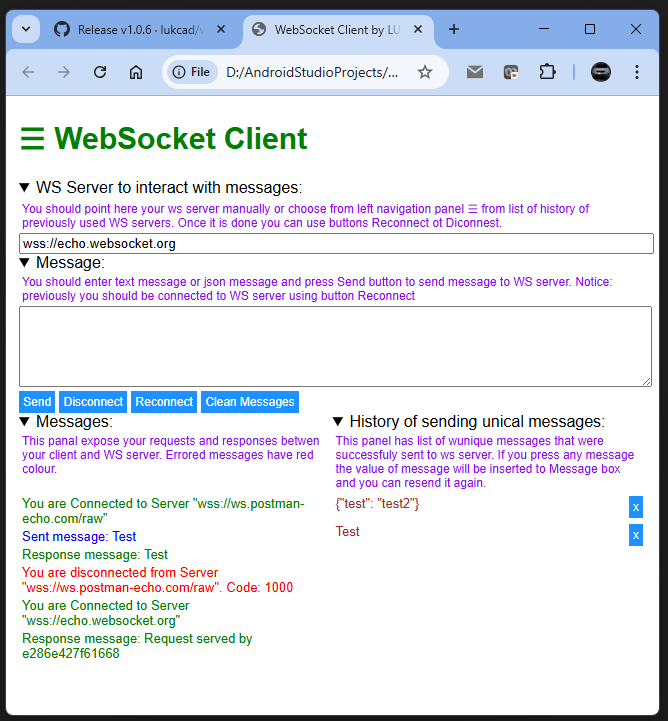 Release v1.0.6 · lukcad/
WebSocket Client by LU
File
D:/AndroidStudioProjects/...
☰ WebSocket Client
▼ WS Server to interact with messages:
You should point here your ws server manually or choose from left navigation panel ☰ from list of history of
previously used WS servers. Once it is done you can use buttons Reconnect ot Diconnest.
wss://echo.websocket.org
▼ Message:
You should enter text message or json message and press Send button to send message to WS server. Notice:
previously you should be connected to WS server using button Reconnect
Send Disconnect Reconnect Clean Messages
▼ Messages:
This panal expose your requests and responses betwen
your client and WS server. Errored messages have red
colour.
You are Connected to Server "wss://ws.postman-
echo.com/raw"
Sent message: Test
Response message: Test
You are disconnected from Server
"wss://ws.postman-echo.com/raw". Code: 1000
You are Connected to Server
"wss://echo.websocket.org"
Response message: Request served by
e286e427f61668
▼ History of sending unical messages:
This panel has list of wunique messages that were
successfuly sent to ws server. If you press any message
the value of message will be inserted to Message box
and you can resend it again.
{"test": "test2"} x
Test x